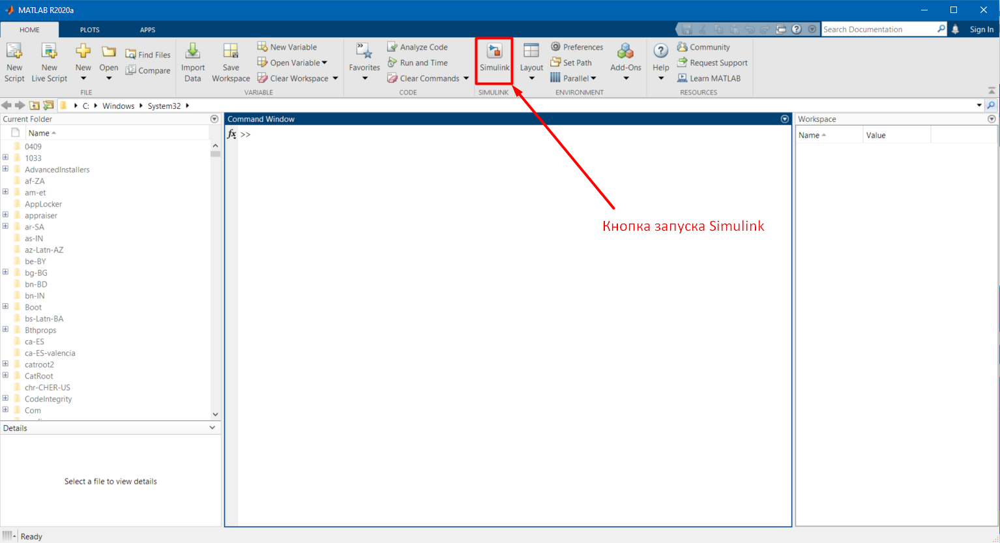 MATLAB R2020a
HOME PLOTS APPS
Search Documentation
Sign In
New Script
New Live Script
New
Open
Find Files
Compare
FILE
Import Data
Save Workspace
New Variable
Open Variable
Clear Workspace
VARIABLE
Favorites
Analyze Code
Run and Time
Clear Commands
CODE
Simulink
SIMULINK
Layout
Preferences
Set Path
Parallel
Add-Ons
ENVIRONMENT
Help
Community
Request Support
Learn MATLAB
RESOURCES
C: Windows System32
Current Folder
Name
0409
1033
AdvancedInstallers
af-ZA
am-et
AppLocker
appraiser
ar-SA
as-IN
az-Latn-AZ
be-BY
bg-BG
bn-BD
bn-IN
Boot
bs-Latn-BA
Bthprops
ca-ES
ca-ES-valencia
catroot2
CatRoot
chr-CHER-US
CodeIntegrity
Com
Details
Select a file to view details
Command Window
fx >>
Кнопка запуска Simulink
Workspace
Name Value
Ready